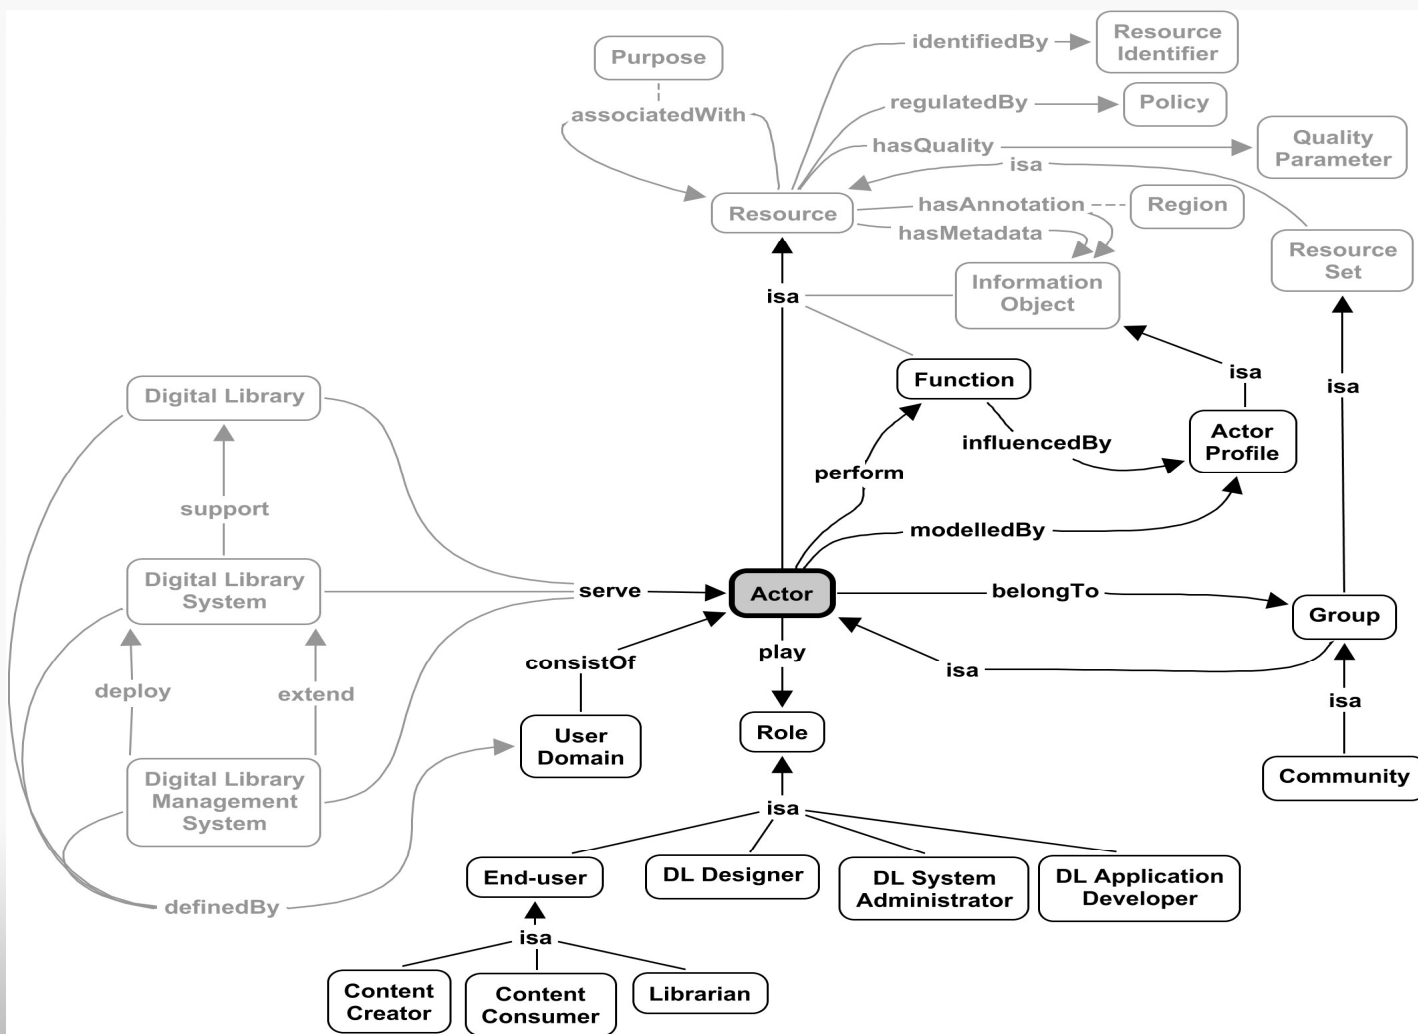 identifiedBy
Resource
Identifier
Purpose
associatedWith
regulatedBy
Policy
hasQuality
Quality
Parameter
isa
Resource
hasAnnotation
Region
hasMetadata
Resource
Set
isa
Information
Object
Function
isa
isa
Digital Library
influencedBy
Actor
Profile
perform
support
modelledBy
Digital Library
System
serve
Actor
belongTo
Group
play
consistOf
isa
deploy
extend
isa
User
Domain
Role
Community
Digital Library
Management
System
isa
End-user
DL Designer
DL System
Administrator
DL Application
Developer
definedBy
isa
Content
Creator
Content
Consumer
Librarian